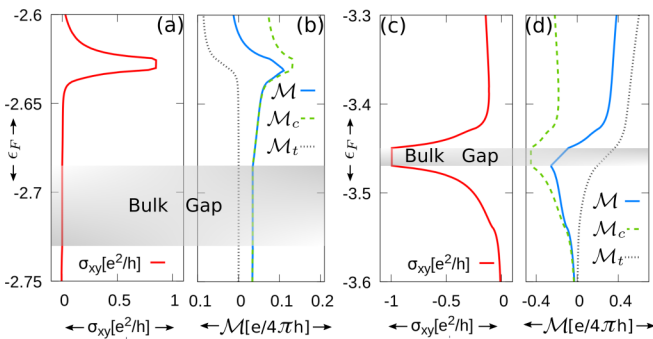 (a)
-2.6
-2.65
-2.7
-2.75
← ϵF →
Bulk Gap
σxy[e²/h]
0 1
← σxy[e²/h] →
(b)
ℳ
ℳc
ℳt
0.1 0 0.1 0.2
← ℳ[e/4πh] →
(c)
-3.3
-3.4
-3.5
-3.6
← ϵF →
Bulk Gap
σxy[e²/h]
-1 -0.5 0
← σxy[e²/h] →
(d)
ℳ
ℳc
ℳt
-0.4 0 0.4
← ℳ[e/4πh] →